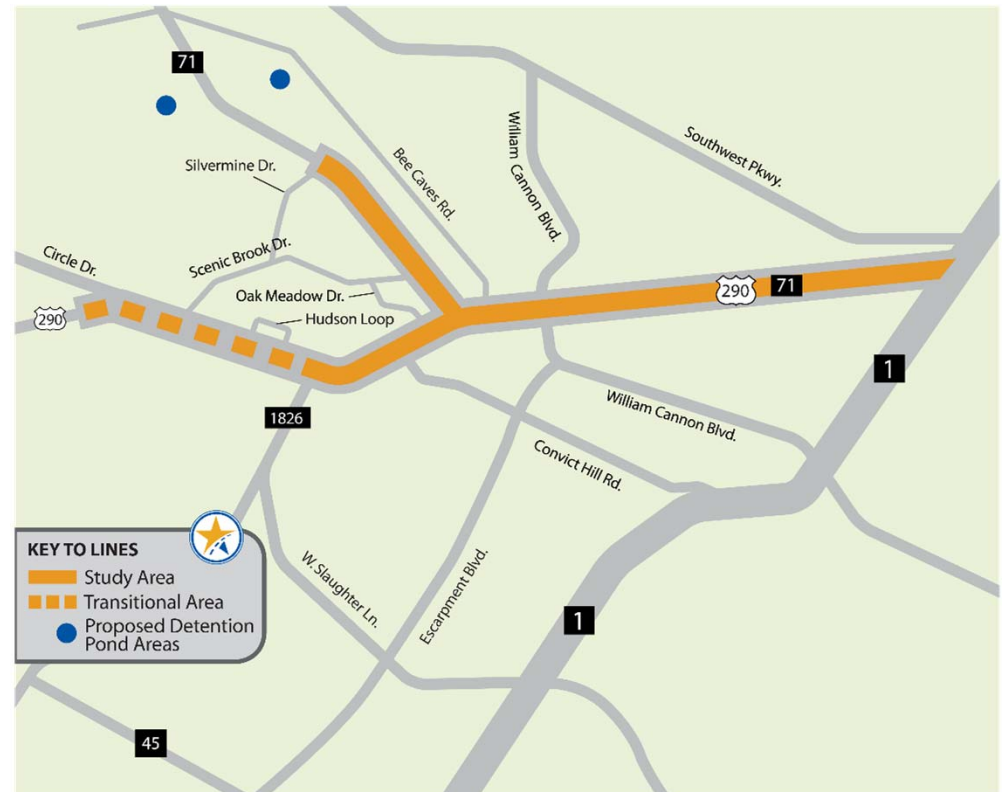 71
Silvermine Dr.
Bee Caves Rd.
William Cannon Blvd.
Southwest Pkwy.
Circle Dr.
Scenic Brook Dr.
Oak Meadow Dr.
Hudson Loop
290
290
71
1
1826
William Cannon Blvd.
Convict Hill Rd.
KEY TO LINES
Study Area
Transitional Area
Proposed Detention
Pond Areas
W. Slaughter Ln.
Escarpment Blvd.
1
45